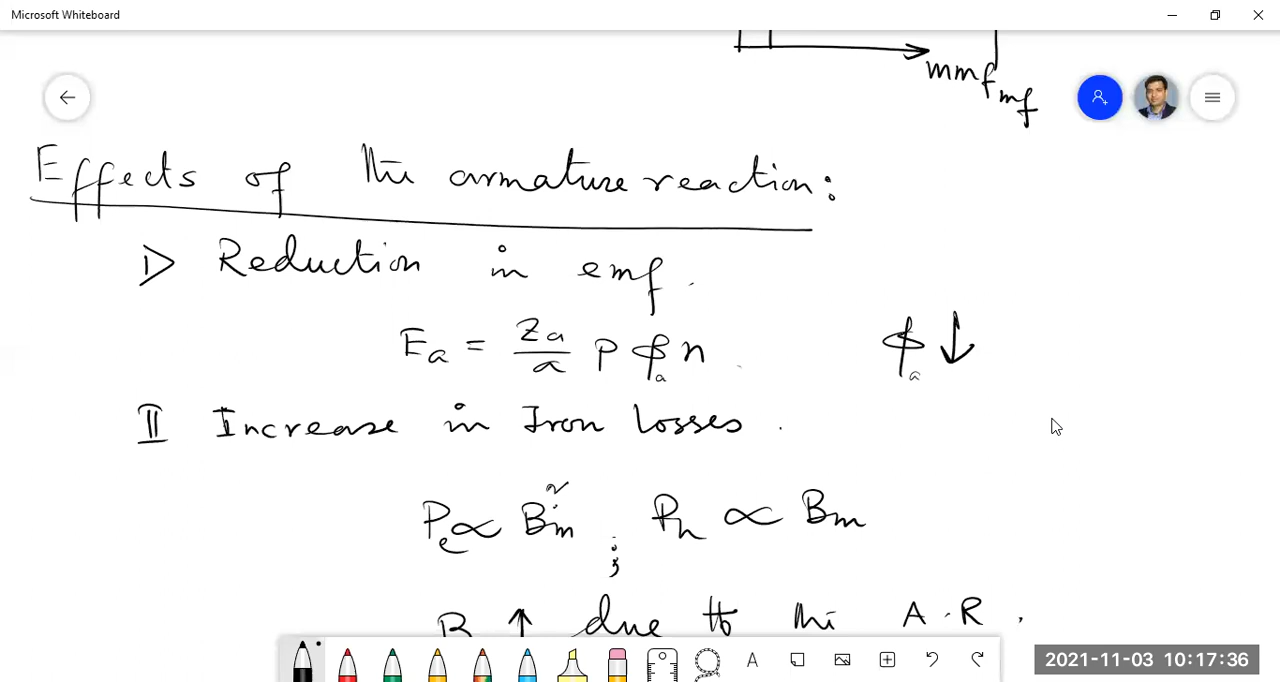 Microsoft Whiteboard
mmf
mf
Effects of the armature reaction:
I> Reduction in emf.
Ea = Za/a P ϕa n ϕa ↓
II Increase in Iron losses.
Pe ∝ Bm² ; Ph ∝ Bm
B ↑ due to the A.R.
A
2021-11-03 10:17:36